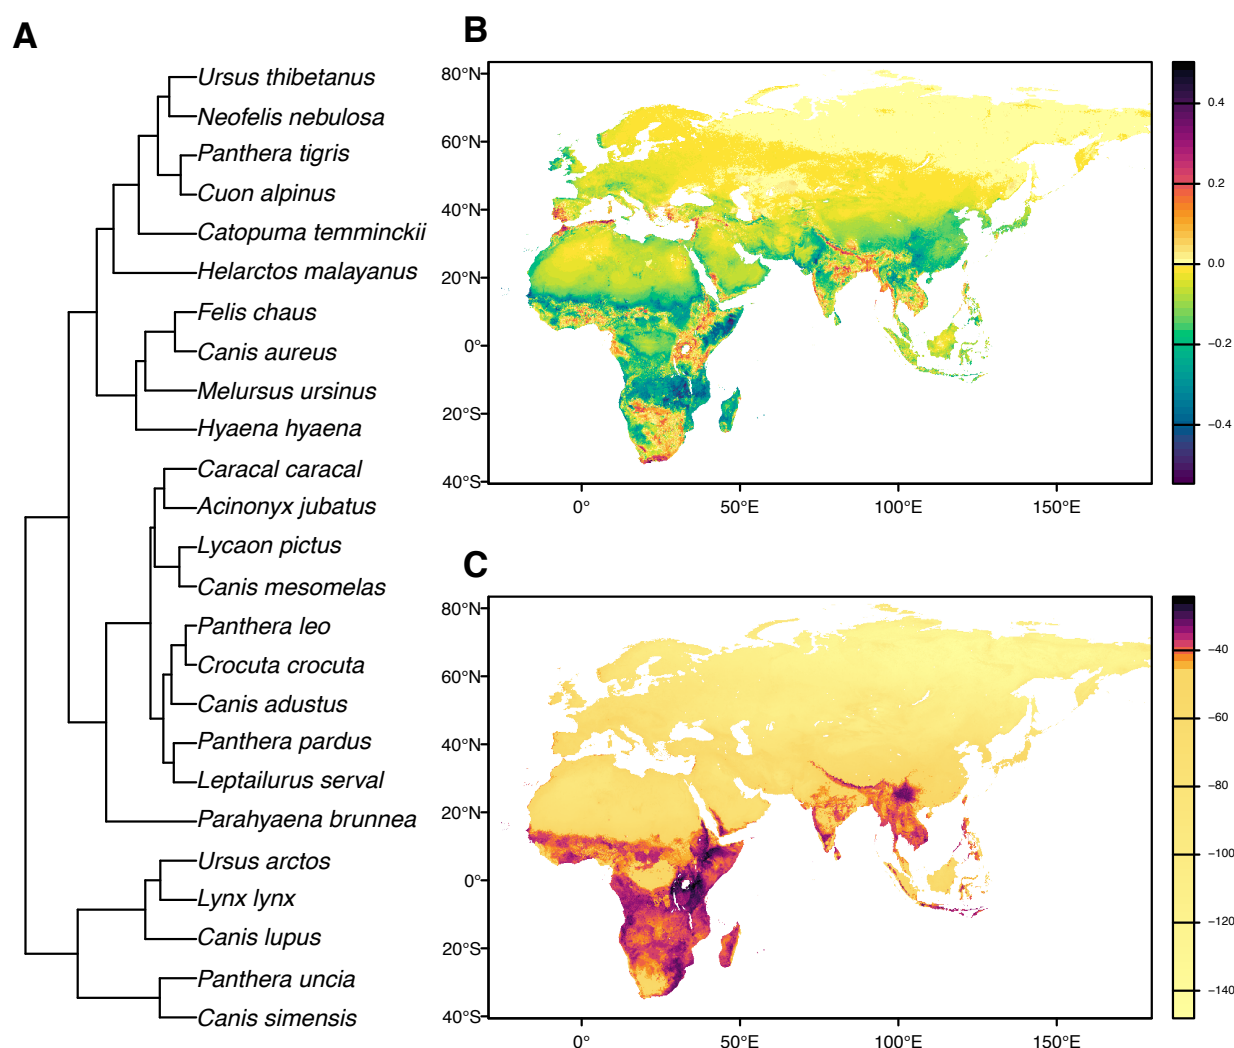 A
Ursus thibetanus
Neofelis nebulosa
Panthera tigris
Cuon alpinus
Catopuma temminckii
Helarctos malayanus
Felis chaus
Canis aureus
Melursus ursinus
Hyaena hyaena
Caracal caracal
Acinonyx jubatus
Lycaon pictus
Canis mesomelas
Panthera leo
Crocuta crocuta
Canis adustus
Panthera pardus
Leptailurus serval
Parahyaena brunnea
Ursus arctos
Lynx lynx
Canis lupus
Panthera uncia
Canis simensis
B
80°N
60°N
40°N
20°N
0°
20°S
40°S
0° 50°E 100°E 150°E
0.4
0.2
0.0
−0.2
−0.4
C
80°N
60°N
40°N
20°N
0°
20°S
40°S
0° 50°E 100°E 150°E
−40
−60
−80
−100
−120
−140